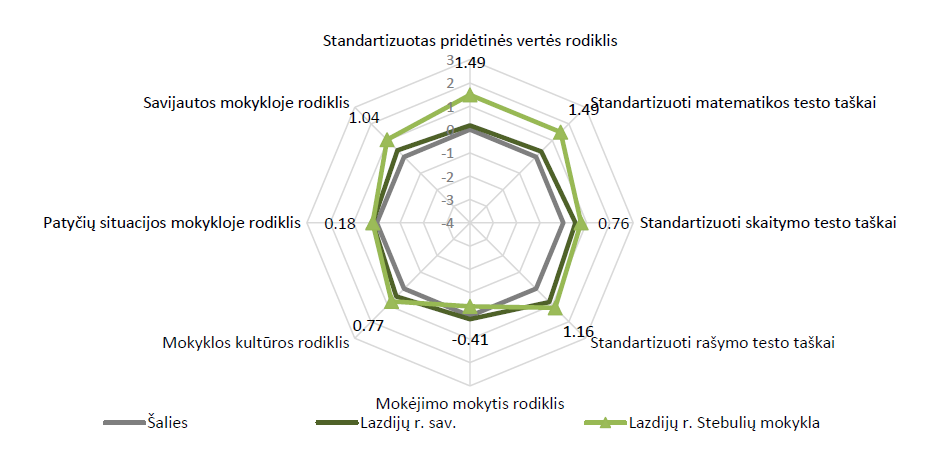 Standartizuotas pridėtinės vertės rodiklis
3
1.49
2
Savijautos mokykloje rodiklis
1.04
1
1.49
Standartizuoti matematikos testo taškai
0
-1
-2
-3
Patyčių situacijos mokykloje rodiklis
0.18
-4
0.76
Standartizuoti skaitymo testo taškai
0.77
Mokyklos kultūros rodiklis
-0.41
1.16
Standartizuoti rašymo testo taškai
Mokėjimo mokytis rodiklis
Šalies
Lazdijų r. sav.
Lazdijų r. Stebulių mokykla